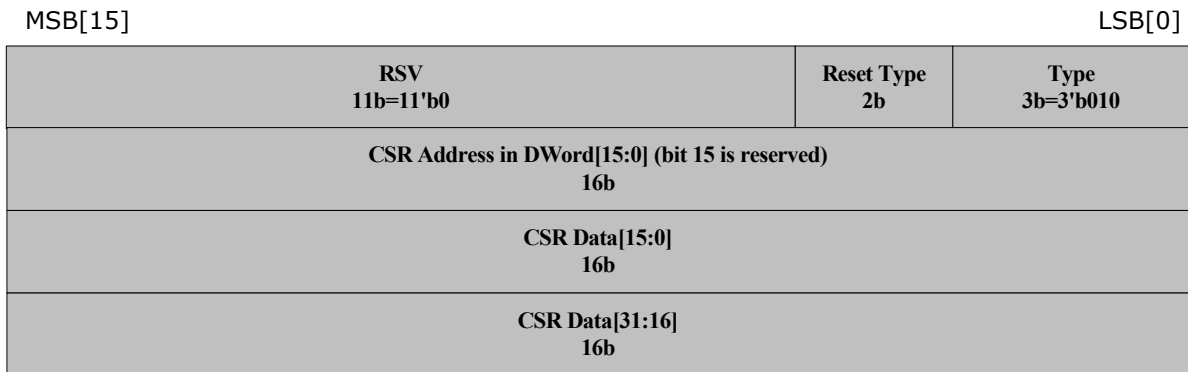 MSB[15] LSB[0]
RSV Reset Type Type
11b=11'b0 2b 3b=3'b010
CSR Address in DWord[15:0] (bit 15 is reserved)
16b
CSR Data[15:0]
16b
CSR Data[31:16]
16b